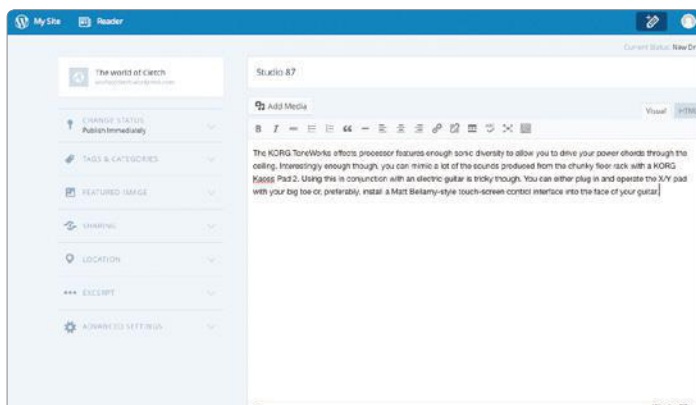 My Site
Reader
Current Status: New Dr
The world of Cletch
Studio 87
CHANGE STATUS
Publish Immediately
TAGS & CATEGORIES
FEATURED IMAGE
SHARING
LOCATION
EXCERPT
ADVANCED SETTINGS
Add Media
Visual
HTML
B I
The KORG ToneWorks effects processor features enough sonic diversity to allow you to drive your power chords through the
ceiling. Interestingly enough though, you can mimic a lot of the sounds produced from the chunky floor rack with a KORG
Kaoss Pad 2. Using this in conjunction with an electric guitar is tricky though. You can either plug in and operate the X/Y pad
with your big toe or, preferably, install a Matt Bellamy-style touch-screen control interface into the face of your guitar.